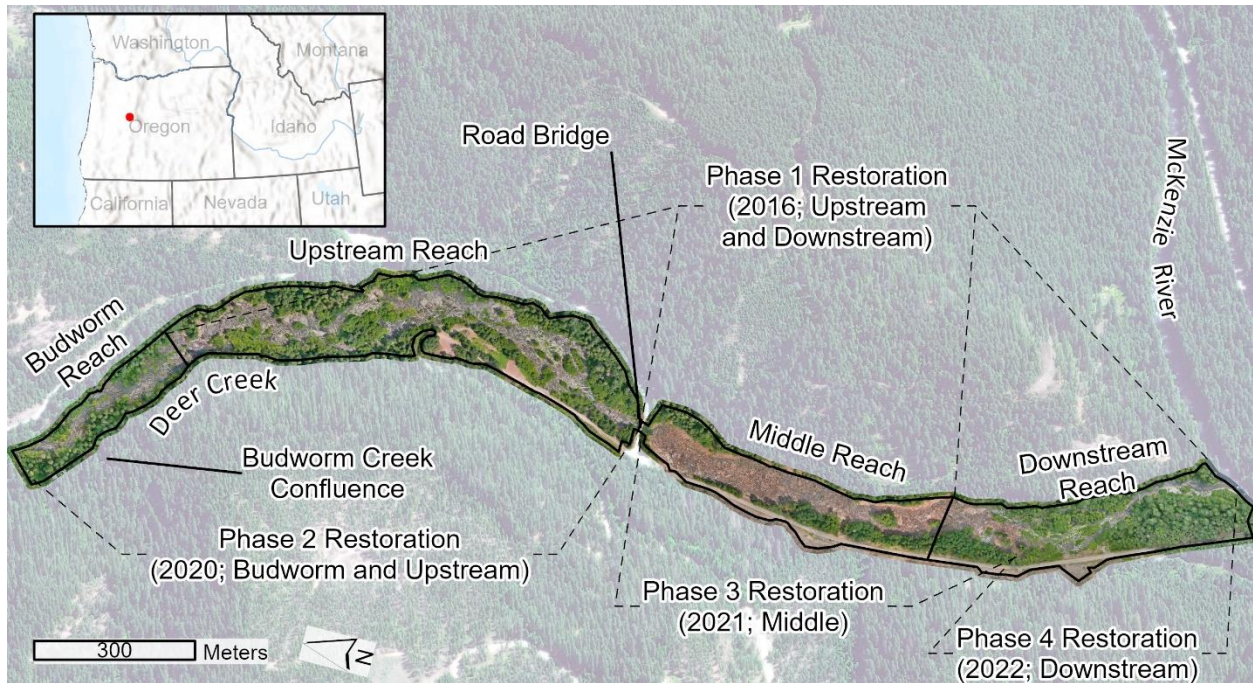 Washington
Montana
Oregon
Idaho
California
Nevada
Utah
Road Bridge
Phase 1 Restoration
(2016; Upstream
and Downstream)
McKenzie River
Upstream Reach
Budworm
Reach
Deer Creek
Middle Reach
Downstream
Reach
Budworm Creek
Confluence
Phase 2 Restoration
(2020; Budworm and Upstream)
Phase 3 Restoration
(2021; Middle)
Phase 4 Restoration
(2022; Downstream)
300 Meters
N